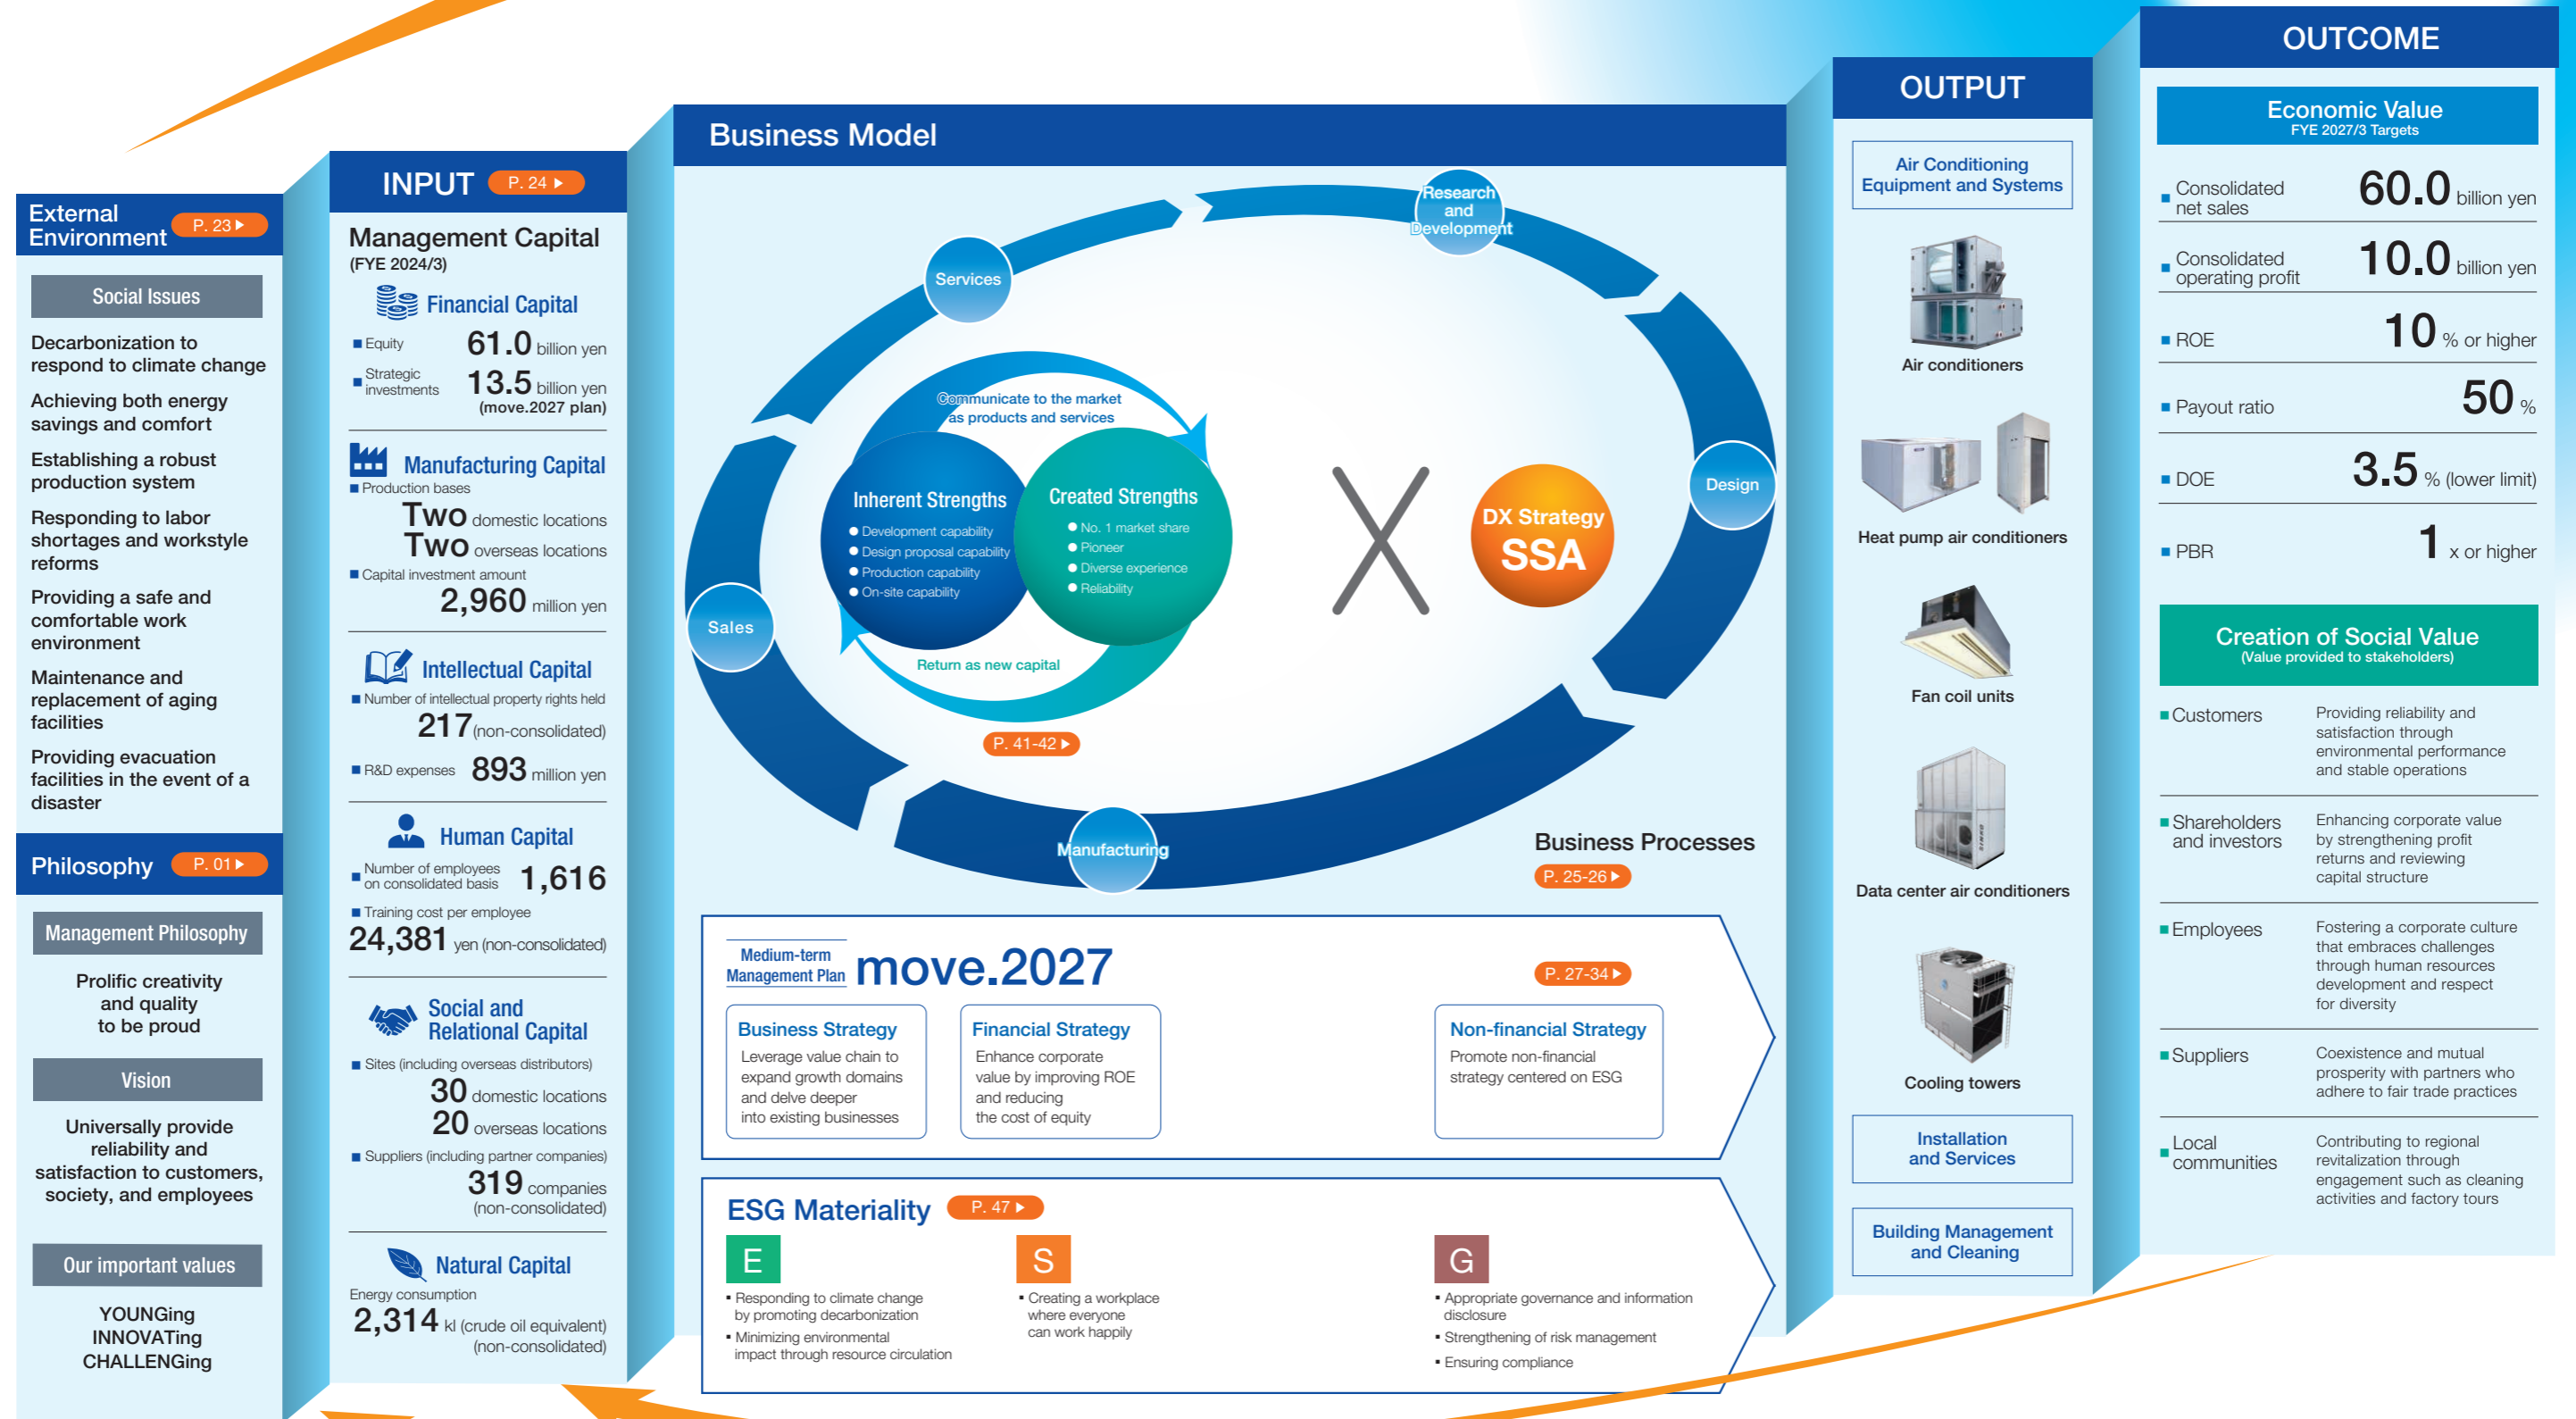 External
Environment
P. 23
Social Issues
Decarbonization to
respond to climate change
Achieving both energy
savings and comfort
Establishing a robust
production system
Responding to labor
shortages and workstyle
reforms
Providing a safe and
comfortable work
environment
Maintenance and
replacement of aging
facilities
Providing evacuation
facilities in the event of a
disaster
Philosophy P. 01
Management Philosophy
Prolific creativity
and quality
to be proud
Vision
Universally provide
reliability and
satisfaction to customers,
society, and employees
Our important values
YOUNGing
INNOVATing
CHALLENGing
INPUT P. 24
Management Capital
(FYE 2024/3)
Financial Capital
■ Equity 61.0 billion yen
■ Strategic
investments 13.5 billion yen
(move.2027 plan)
Manufacturing Capital
■ Production bases
Two domestic locations
Two overseas locations
■ Capital investment amount
2,960 million yen
Intellectual Capital
■ Number of intellectual property rights held
217 (non-consolidated)
■ R&D expenses 893 million yen
Human Capital
■ Number of employees
on consolidated basis 1,616
■ Training cost per employee
24,381 yen (non-consolidated)
Social and
Relational Capital
■ Sites (including overseas distributors)
30 domestic locations
20 overseas locations
■ Suppliers (including partner companies)
319 companies
(non-consolidated)
Natural Capital
Energy consumption
2,314 kl (crude oil equivalent)
(non-consolidated)
Business Model
Research
and
Development
Services
Design
Sales
Manufacturing
Communicate to the market
as products and services
Inherent Strengths
● Development capability
● Design proposal capability
● Production capability
● On-site capability
Created Strengths
● No. 1 market share
● Pioneer
● Diverse experience
● Reliability
Return as new capital
P. 41-42
DX Strategy
SSA
Business Processes
P. 25-26
Medium-term
Management Plan
move.2027
P. 27-34
Business Strategy
Leverage value chain to
expand growth domains
and delve deeper
into existing businesses
Financial Strategy
Enhance corporate
value by improving ROE
and reducing
the cost of equity
Non-financial Strategy
Promote non-financial
strategy centered on ESG
ESG Materiality P. 47
E
▪ Responding to climate change
by promoting decarbonization
▪ Minimizing environmental
impact through resource circulation
S
▪ Creating a workplace
where everyone
can work happily
G
▪ Appropriate governance and information
disclosure
▪ Strengthening of risk management
▪ Ensuring compliance
OUTPUT
Air Conditioning
Equipment and Systems
Air conditioners
Heat pump air conditioners
Fan coil units
SINKO
Data center air conditioners
Cooling towers
Installation
and Services
Building Management
and Cleaning
OUTCOME
Economic Value
FYE 2027/3 Targets
■ Consolidated
net sales 60.0 billion yen
■ Consolidated
operating profit 10.0 billion yen
■ ROE 10 % or higher
■ Payout ratio 50 %
■ DOE 3.5 % (lower limit)
■ PBR 1 x or higher
Creation of Social Value
(Value provided to stakeholders)
■ Customers
Providing reliability and
satisfaction through
environmental performance
and stable operations
■ Shareholders
and investors
Enhancing corporate value
by strengthening profit
returns and reviewing
capital structure
■ Employees
Fostering a corporate culture
that embraces challenges
through human resources
development and respect
for diversity
■ Suppliers
Coexistence and mutual
prosperity with partners who
adhere to fair trade practices
■ Local
communities
Contributing to regional
revitalization through
engagement such as cleaning
activities and factory tours